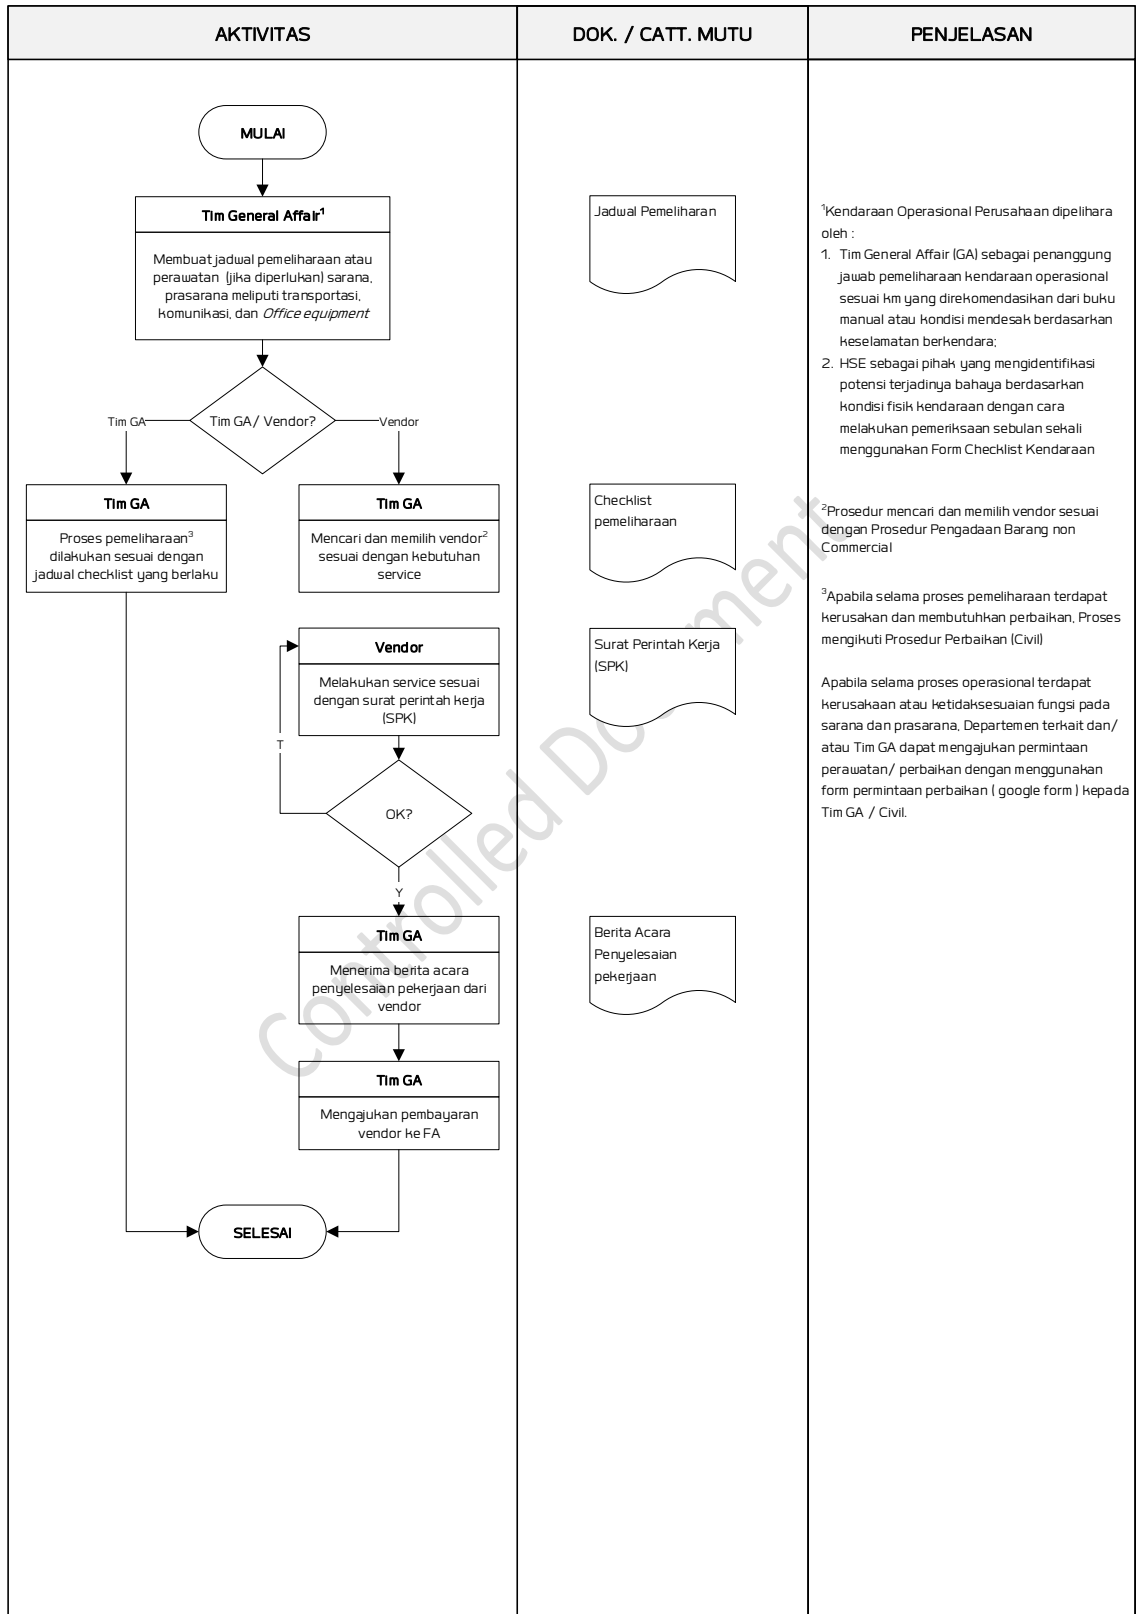 AKTIVITAS
DOK. / CATT. MUTU
PENJELASAN
MULAI
Tim General Affair¹
Membuat jadwal pemeliharaan atau
perawatan (jika diperlukan) sarana,
prasarana meliputi transportasi,
komunikasi, dan Office equipment
Tim GA/ Vendor?
Tim GA
Vendor
Tim GA
Proses pemeliharaan³
dilakukan sesuai dengan
jadwal checklist yang berlaku
Tim GA
Mencari dan memilih vendor²
sesuai dengan kebutuhan
service
Vendor
Melakukan service sesuai
dengan surat perintah kerja
(SPK)
T
OK?
Y
Tim GA
Menerima berita acara
penyelesaian pekerjaan dari
vendor
Tim GA
Mengajukan pembayaran
vendor ke FA
SELESAI
Jadwal Pemeliharan
Checklist
pemeliharaan
Surat Perintah Kerja
(SPK)
Berita Acara
Penyelesaian
pekerjaan
¹Kendaraan Operasional Perusahaan dipelihara
oleh :
1. Tim General Affair (GA) sebagai penanggung
jawab pemeliharaan kendaraan operasional
sesuai km yang direkomendasikan dari buku
manual atau kondisi mendesak berdasarkan
keselamatan berkendara;
2. HSE sebagai pihak yang mengidentifikasi
potensi terjadinya bahaya berdasarkan
kondisi fisik kendaraan dengan cara
melakukan pemeriksaan sebulan sekali
menggunakan Form Checklist Kendaraan
²Prosedur mencari dan memilih vendor sesuai
dengan Prosedur Pengadaan Barang non
Commercial
³Apabila selama proses pemeliharaan terdapat
kerusakan dan membutuhkan perbaikan, Proses
mengikuti Prosedur Perbaikan (Civil)
Apabila selama proses operasional terdapat
kerusakaan atau ketidaksesuaian fungsi pada
sarana dan prasarana, Departemen terkait dan/
atau Tim GA dapat mengajukan permintaan
perawatan/ perbaikan dengan menggunakan
form permintaan perbaikan ( google form ) kepada
Tim GA / Civil.
Controlled Document